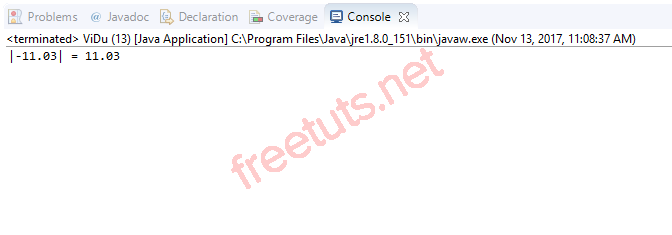 Problems @ Javadoc Declaration Coverage Console
<terminated> ViDu (13) [Java Application] C:\Program Files\Java\jre1.8.0_151\bin\javaw.exe (Nov 13, 2017, 11:08:37 AM)
|-11.03| = 11.03
freetuts.net